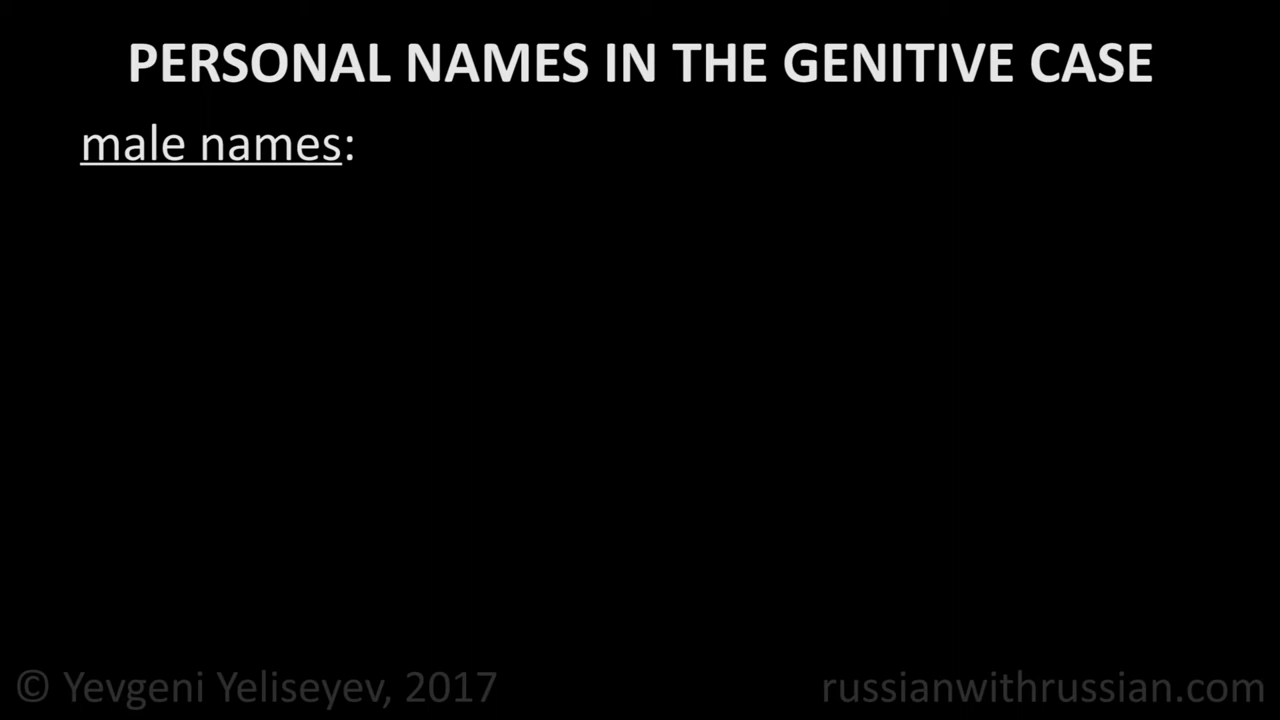 PERSONAL NAMES IN THE GENITIVE CASE
male names:
© Yevgeni Yeliseyev, 2017
russianwithrussian.com